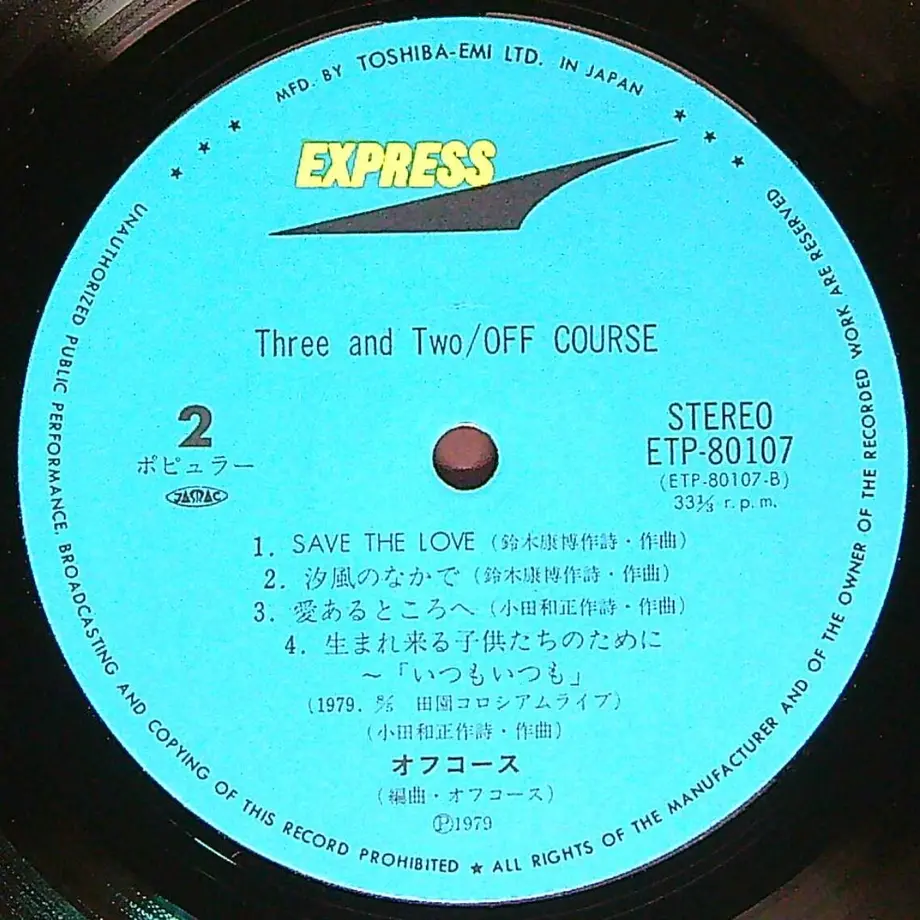 MFD. BY TOSHIBA-EMI LTD. IN JAPAN
EXPRESS
Three and Two/OFF COURSE
2
ポピュラー
JASRAC
STEREO
ETP-80107
(ETP-80107-B)
33⅓ r.p.m.
1. SAVE THE LOVE (鈴木康博作詩・作曲)
2. 汐風のなかで (鈴木康博作詩・作曲)
3. 愛あるところへ (小田和正作詩・作曲)
4. 生まれ来る子供たちのために
～「いつもいつも」
(1979. 田園コロシアムライブ)
(小田和正作詩・作曲)
オフコース
(編曲・オフコース)
Ⓟ1979
UNAUTHORIZED PUBLIC PERFORMANCE, BROADCASTING AND COPYING OF THIS RECORD PROHIBITED ★ ALL RIGHTS OF THE MANUFACTURER AND OF THE OWNER OF THE RECORDED WORK ARE RESERVED